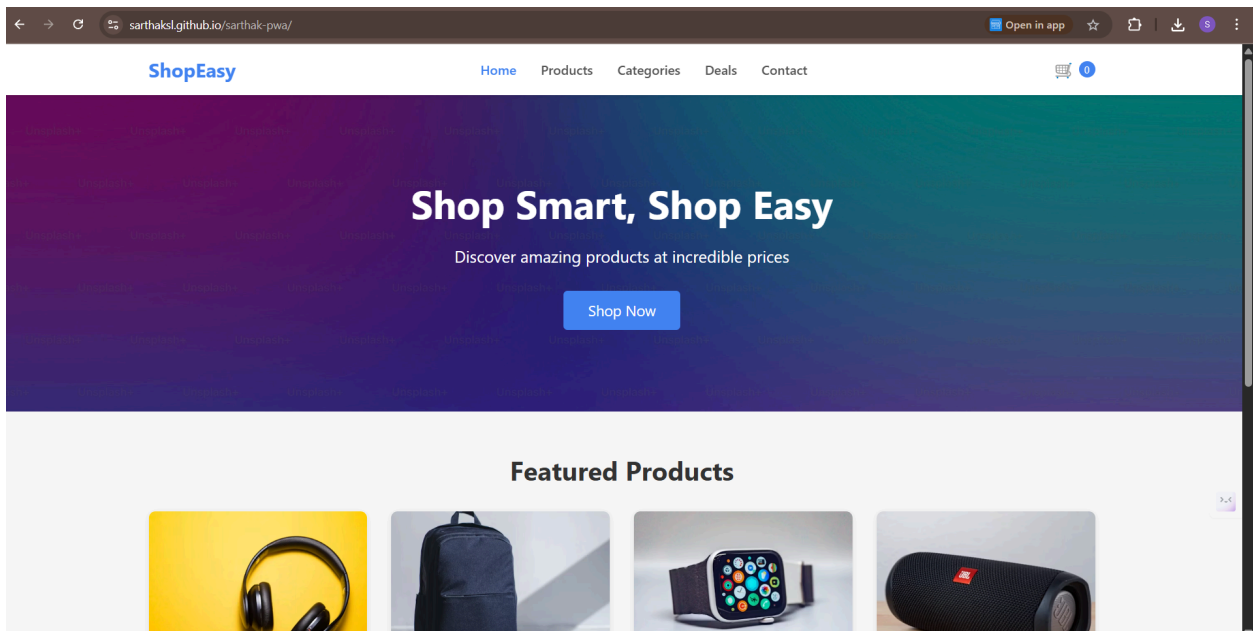 sarthaksl.github.io/sarthak-pwa/
Open in app
S
ShopEasy
Home Products Categories Deals Contact
0
Unsplash+
Shop Smart, Shop Easy
Discover amazing products at incredible prices
Shop Now
Featured Products
JBL